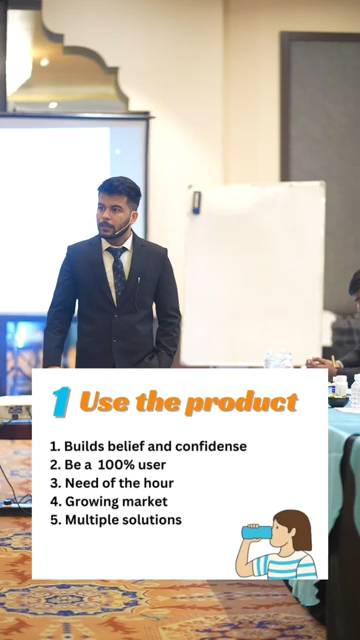 1 Use the product
1. Builds belief and confidense
2. Be a 100% user
3. Need of the hour
4. Growing market
5. Multiple solutions